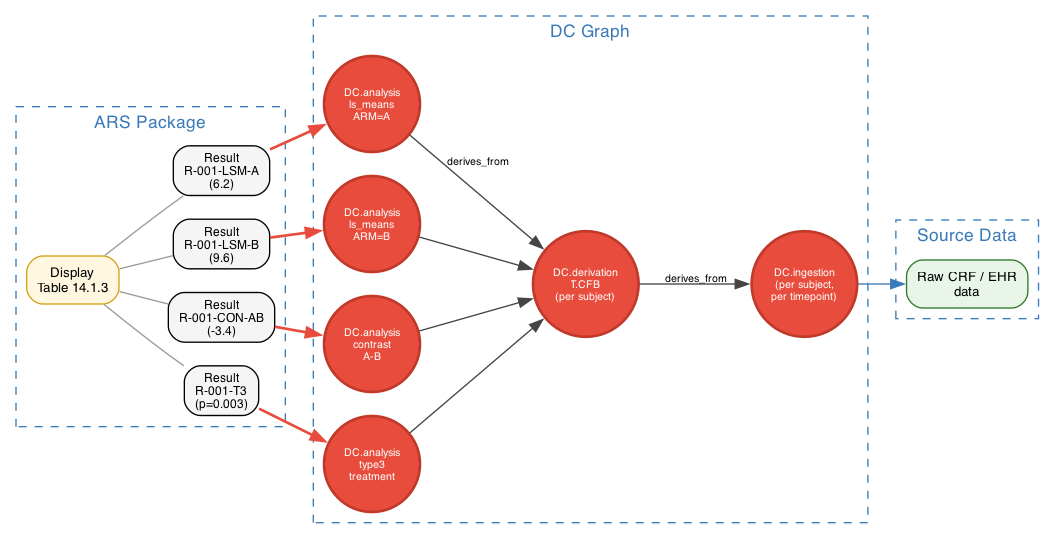 DC Graph
ARS Package
Source Data
Display
Table 14.1.3
Result
R-001-LSM-A
(6.2)
Result
R-001-LSM-B
(9.6)
Result
R-001-CON-AB
(-3.4)
Result
R-001-T3
(p=0.003)
DC.analysis
ls_means
ARM=A
DC.analysis
ls_means
ARM=B
DC.analysis
contrast
A-B
DC.analysis
type3
treatment
derives_from
DC.derivation
T.CFB
(per subject)
derives_from
DC.ingestion
(per subject,
per timepoint)
Raw CRF / EHR
data